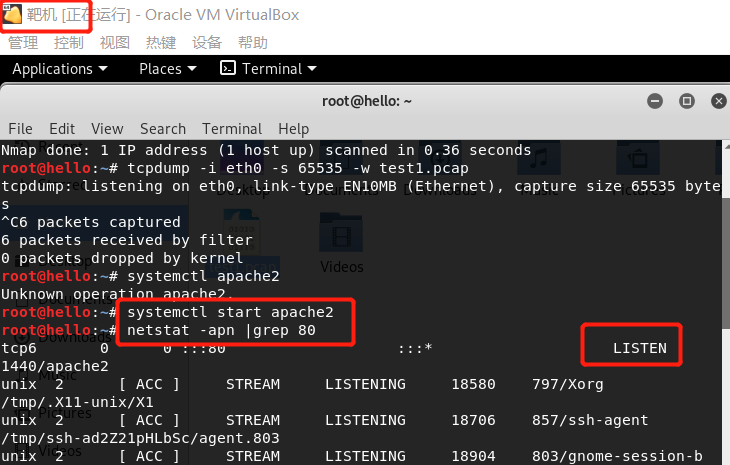 靶机 [正在运行] - Oracle VM VirtualBox
管理 控制 视图 热键 设备 帮助
Applications Places Terminal
root@hello: ~
File Edit View Search Terminal Help
Nmap done: 1 IP address (1 host up) scanned in 0.36 seconds
root@hello:~# tcpdump -i eth0 -s 65535 -w test1.pcap
tcpdump: listening on eth0, link-type EN10MB (Ethernet), capture size 65535 byte
s
^C6 packets captured
6 packets received by filter
0 packets dropped by kernel
Videos
root@hello:~# systemctl apache2
Unknown operation apache2.
root@hello:~# systemctl start apache2
root@hello:~# netstat -apn |grep 80
tcp6 0 0 :::80 :::* LISTEN
1440/apache2
unix 2 [ ACC ] STREAM LISTENING 18580 797/Xorg
/tmp/.X11-unix/X1
unix 2 [ ACC ] STREAM LISTENING 18706 857/ssh-agent
/tmp/ssh-ad2Z21pHLbSc/agent.803
unix 2 [ ACC ] STREAM LISTENING 18904 803/gnome-session-b